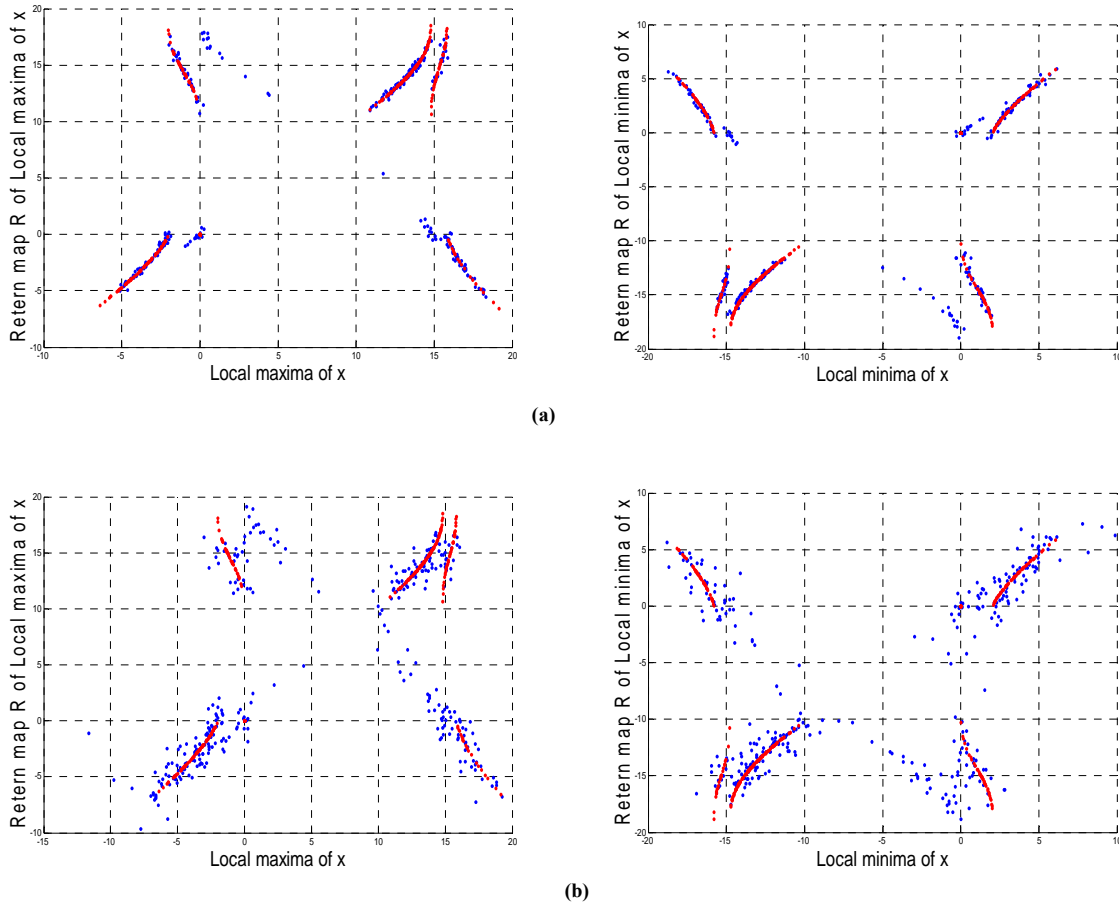 Retern map R of Local maxima of x
20
15
10
5
0
-5
-10
-10 -5 0 5 10 15 20
Local maxima of x
Retern map R of Local minima of x
10
5
0
-5
-10
-15
-20
-20 -15 -10 -5 0 5 10
Local minima of x
(a)
Retern map R of Local maxima of x
20
15
10
5
0
-5
-10
-15 -10 -5 0 5 10 15 20
Local maxima of x
Retern map R of Local minima of x
10
5
0
-5
-10
-15
-20
-20 -15 -10 -5 0 5 10
Local minima of x
(b)